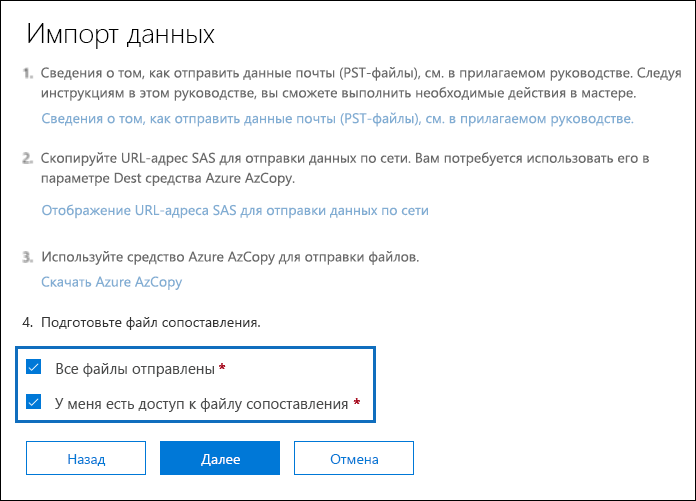 Импорт данных
1. Сведения о том, как отправить данные почты (PST-файлы), см. в прилагаемом руководстве. Следуя
инструкциям в этом руководстве, вы сможете выполнить необходимые действия в мастере.
Сведения о том, как отправить данные почты (PST-файлы), см. в прилагаемом руководстве.
2. Скопируйте URL-адрес SAS для отправки данных по сети. Вам потребуется использовать его в
параметре Dest средства Azure AzCopy.
Отображение URL-адреса SAS для отправки данных по сети
3. Используйте средство Azure AzCopy для отправки файлов.
Скачать Azure AzCopy
4. Подготовьте файл сопоставления.
Все файлы отправлены *
У меня есть доступ к файлу сопоставления *
Назад Далее Отмена